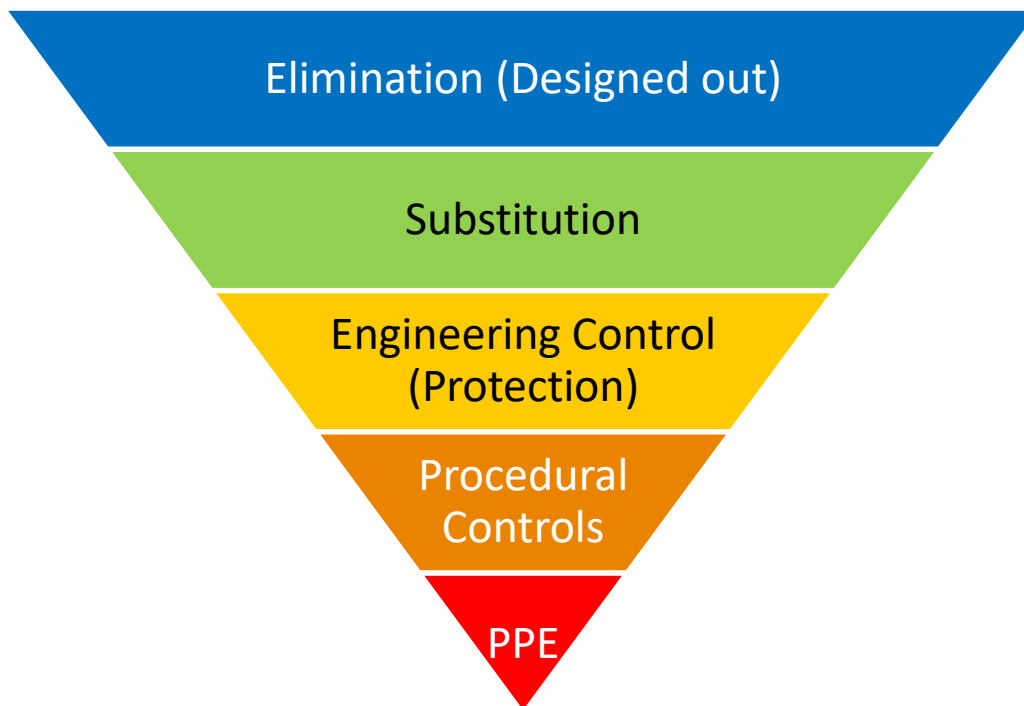 Elimination (Designed out)
Substitution
Engineering Control
(Protection)
Procedural
Controls
PPE